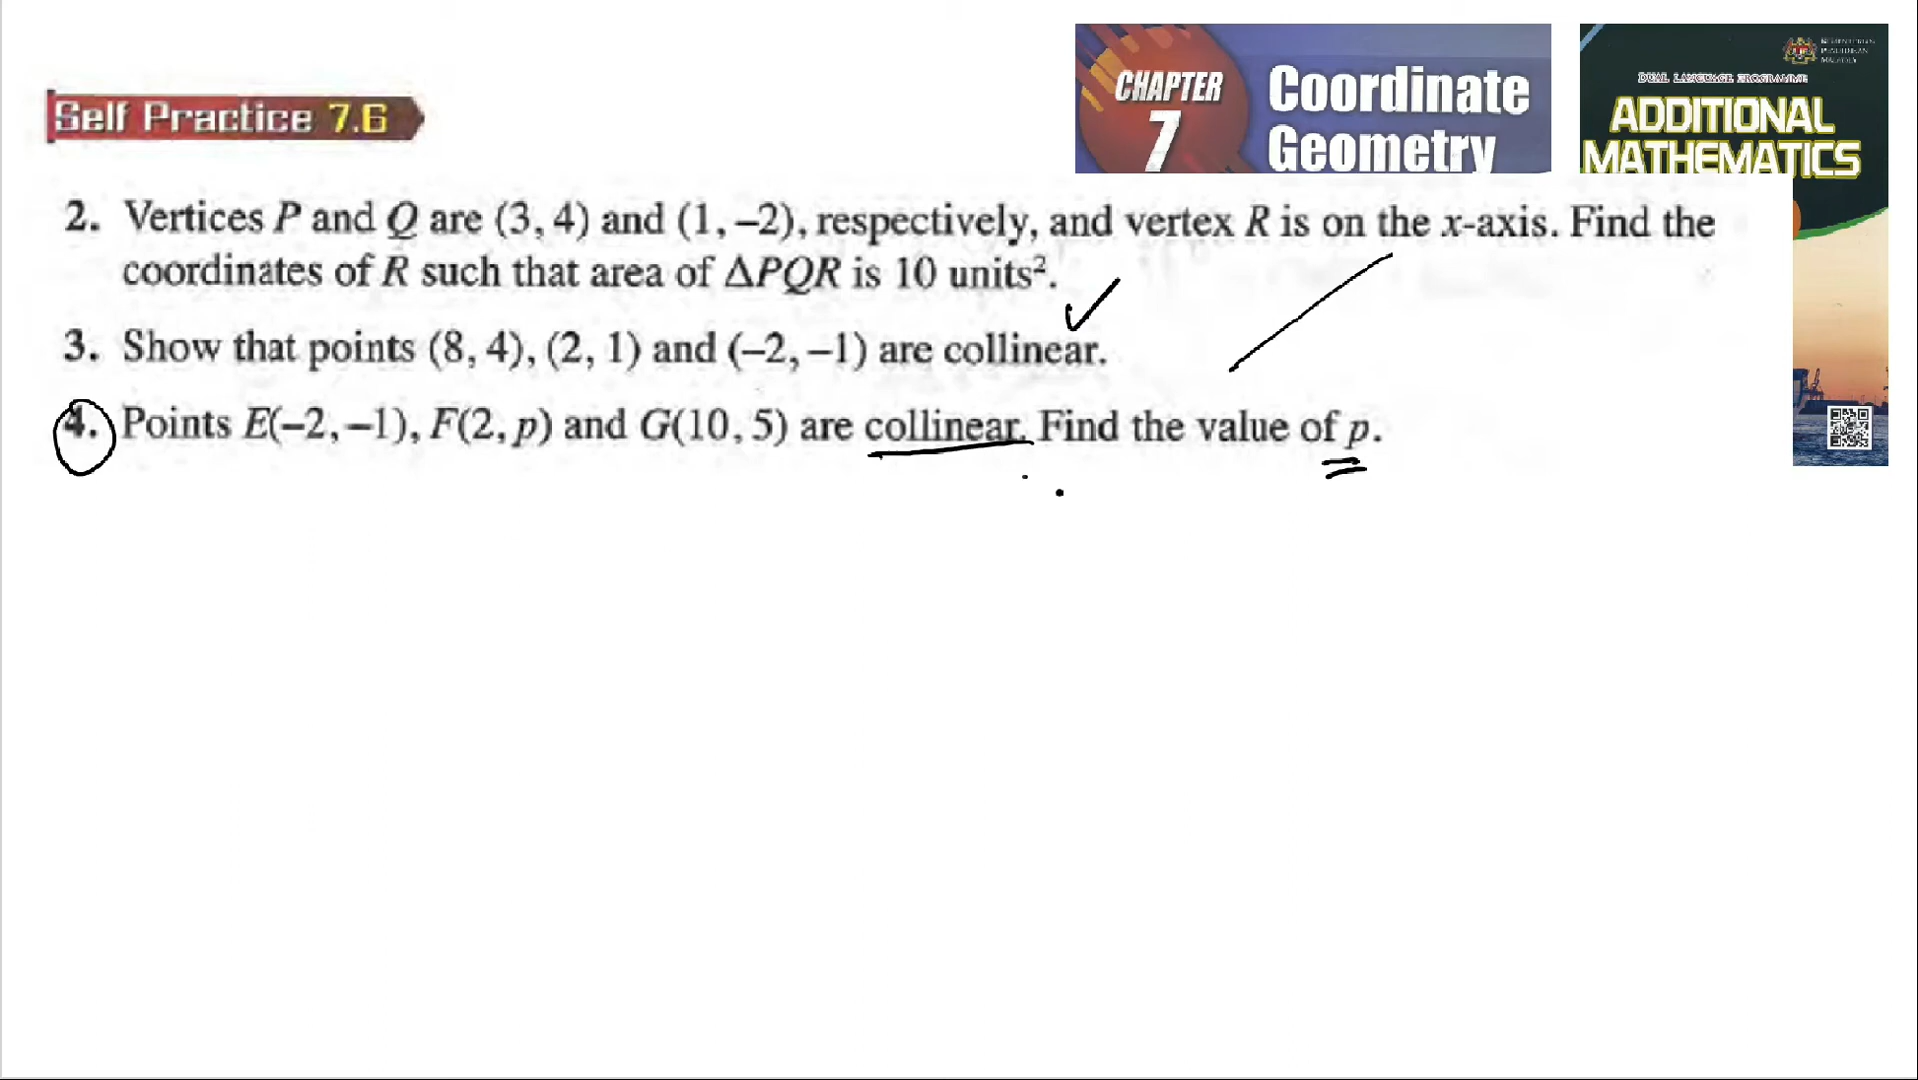 CHAPTER
7
Coordinate
Geometry
KEMENTERIAN
PENDIDIKAN
MALAYSIA
DUAL LANGUAGE PROGRAMME
ADDITIONAL
MATHEMATICS
Self Practice 7.6
2. Vertices P and Q are (3, 4) and (1, –2), respectively, and vertex R is on the x-axis. Find the
coordinates of R such that area of ΔPQR is 10 units².
3. Show that points (8, 4), (2, 1) and (–2, –1) are collinear.
4. Points E(–2, –1), F(2, p) and G(10, 5) are collinear. Find the value of p.